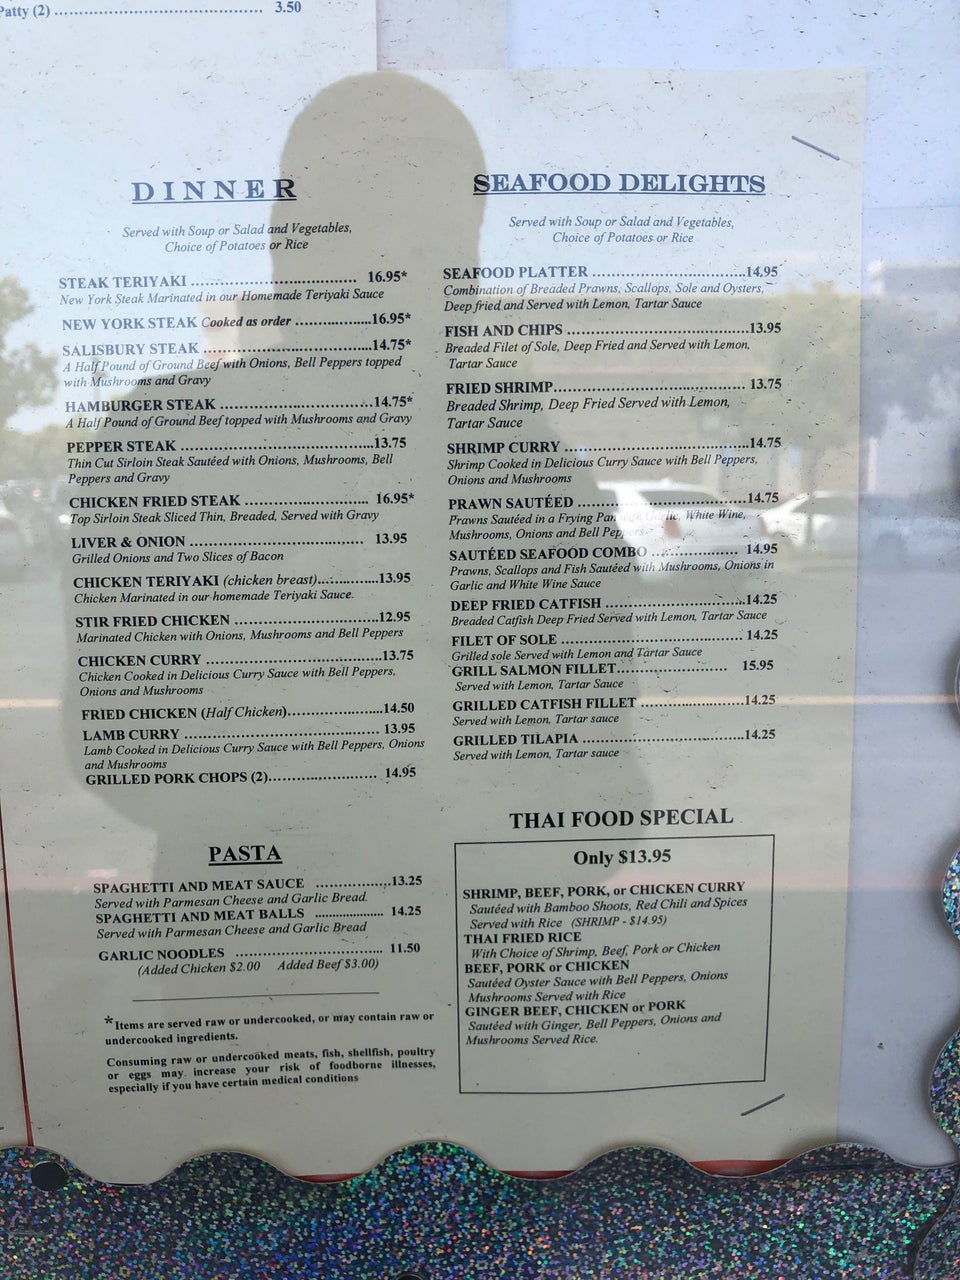 Patty (2) ........................................ 3.50
DINNER
Served with Soup or Salad and Vegetables,
Choice of Potatoes or Rice
STEAK TERIYAKI ........................................ 16.95*
New York Steak Marinated in our Homemade Teriyaki Sauce
NEW YORK STEAK Cooked as order ..................16.95*
SALISBURY STEAK ........................................14.75*
A Half Pound of Ground Beef with Onions, Bell Peppers topped
with Mushrooms and Gravy
HAMBURGER STEAK ....................................14.75*
A Half Pound of Ground Beef topped with Mushrooms and Gravy
PEPPER STEAK ..............................................13.75
Thin Cut Sirloin Steak Sautéed with Onions, Mushrooms, Bell
Peppers and Gravy
CHICKEN FRIED STEAK ............................... 16.95*
Top Sirloin Steak Sliced Thin, Breaded, Served with Gravy
LIVER & ONION .......................................... 13.95
Grilled Onions and Two Slices of Bacon
CHICKEN TERIYAKI (chicken breast)...............13.95
Chicken Marinated in our homemade Teriyaki Sauce.
STIR FRIED CHICKEN ....................................12.95
Marinated Chicken with Onions, Mushrooms and Bell Peppers
CHICKEN CURRY ..........................................13.75
Chicken Cooked in Delicious Curry Sauce with Bell Peppers,
Onions and Mushrooms
FRIED CHICKEN (Half Chicken).......................14.50
LAMB CURRY ............................................... 13.95
Lamb Cooked in Delicious Curry Sauce with Bell Peppers, Onions
and Mushrooms
GRILLED PORK CHOPS (2).......................... 14.95
PASTA
SPAGHETTI AND MEAT SAUCE ..................13.25
Served with Parmesan Cheese and Garlic Bread.
SPAGHETTI AND MEAT BALLS ..................... 14.25
Served with Parmesan Cheese and Garlic Bread
GARLIC NOODLES ................................... 11.50
(Added Chicken $2.00 Added Beef $3.00)
*Items are served raw or undercooked, or may contain raw or
undercooked ingredients.
Consuming raw or undercooked meats, fish, shellfish, poultry
or eggs may increase your risk of foodborne illnesses,
especially if you have certain medical conditions
SEAFOOD DELIGHTS
Served with Soup or Salad and Vegetables,
Choice of Potatoes or Rice
SEAFOOD PLATTER .....................................14.95
Combination of Breaded Prawns, Scallops, Sole and Oysters,
Deep fried and Served with Lemon, Tartar Sauce
FISH AND CHIPS ............................................13.95
Breaded Filet of Sole, Deep Fried and Served with Lemon,
Tartar Sauce
FRIED SHRIMP.............................................. 13.75
Breaded Shrimp, Deep Fried Served with Lemon,
Tartar Sauce
SHRIMP CURRY ............................................14.75
Shrimp Cooked in Delicious Curry Sauce with Bell Peppers,
Onions and Mushrooms
PRAWN SAUTÉED ..........................................14.75
Prawns Sautéed in a Frying Pan with Garlic, White Wine,
Mushrooms, Onions and Bell Peppers
SAUTÉED SEAFOOD COMBO .................... 14.95
Prawns, Scallops and Fish Sautéed with Mushrooms, Onions in
Garlic and White Wine Sauce
DEEP FRIED CATFISH .................................14.25
Breaded Catfish Deep Fried Served with Lemon, Tartar Sauce
FILET OF SOLE ............................................ 14.25
Grilled sole Served with Lemon and Tartar Sauce
GRILL SALMON FILLET.......................... 15.95
Served with Lemon, Tartar Sauce
GRILLED CATFISH FILLET .........................14.25
Served with Lemon, Tartar sauce
GRILLED TILAPIA ........................................14.25
Served with Lemon, Tartar sauce
THAI FOOD SPECIAL
Only $13.95
SHRIMP, BEEF, PORK, or CHICKEN CURRY
Sautéed with Bamboo Shoots, Red Chili and Spices
Served with Rice (SHRIMP - $14.95)
THAI FRIED RICE
With Choice of Shrimp, Beef, Pork or Chicken
BEEF, PORK or CHICKEN
Sautéed Oyster Sauce with Bell Peppers, Onions
Mushrooms Served with Rice
GINGER BEEF, CHICKEN or PORK
Sautéed with Ginger, Bell Peppers, Onions and
Mushrooms Served Rice.